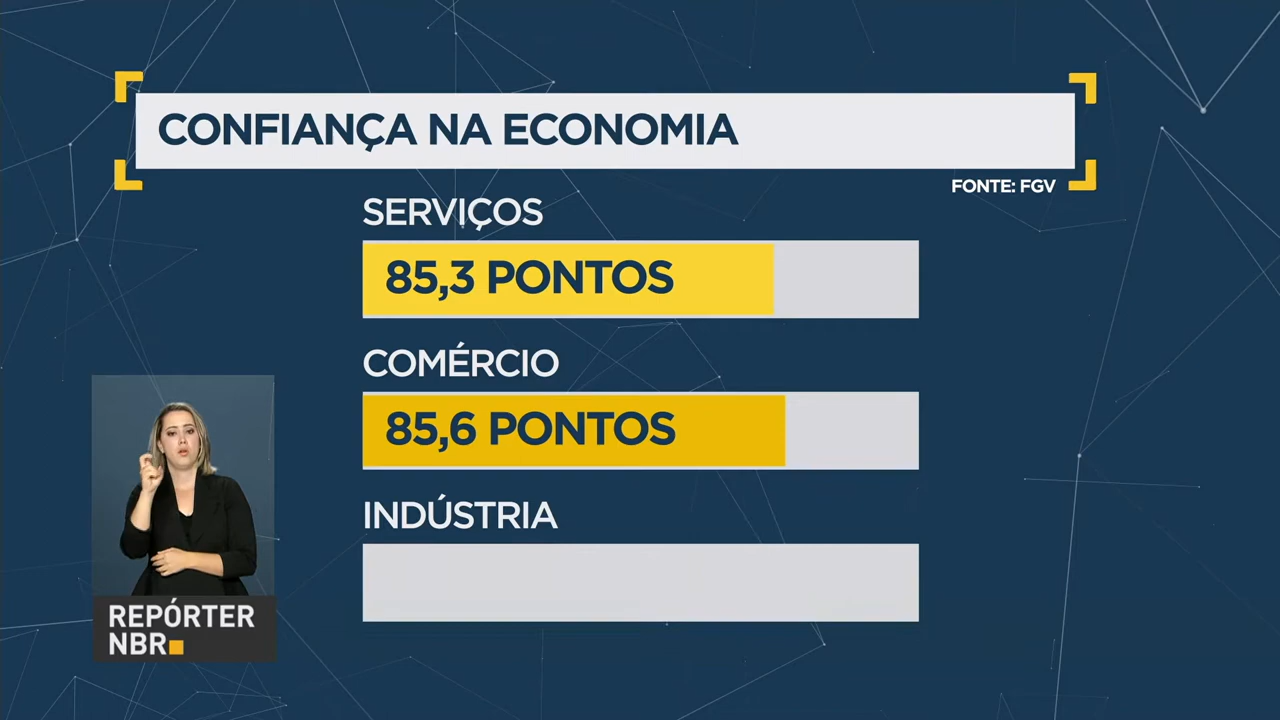 CONFIANÇA NA ECONOMIA
FONTE: FGV
SERVIÇOS
85,3 PONTOS
COMÉRCIO
85,6 PONTOS
INDÚSTRIA
REPÓRTER
NBR